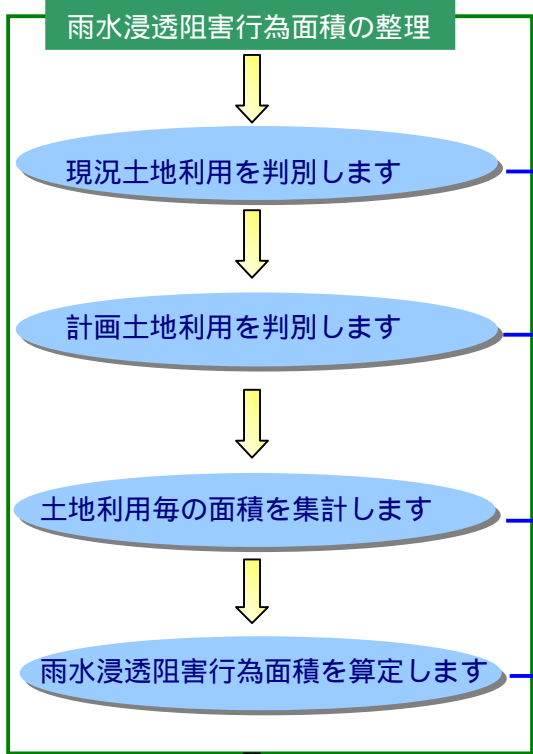 雨水浸透阻害行為面積の整理
現況土地利用を判別します
計画土地利用を判別します
土地利用毎の面積を集計します
雨水浸透阻害行為面積を算定します